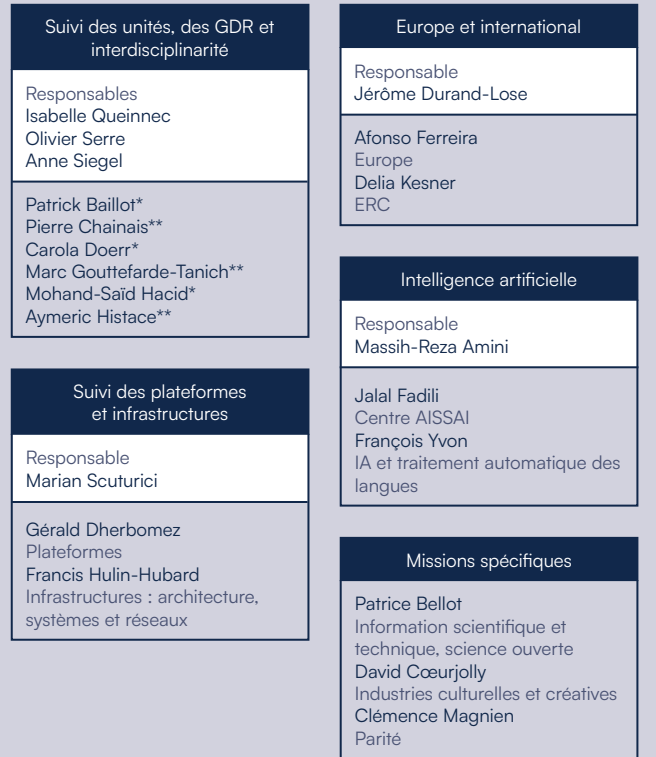 Suivi des unités, des GDR et
interdisciplinarité
Responsables
Isabelle Queinnec
Olivier Serre
Anne Siegel
Patrick Baillot*
Pierre Chainais**
Carola Doerr*
Marc Gouttefarde-Tanich**
Mohand-Saïd Hacid*
Aymeric Histace**
Suivi des plateformes
et infrastructures
Responsable
Marian Scuturici
Gérald Dherbomez
Plateformes
Francis Hulin-Hubard
Infrastructures : architecture,
systèmes et réseaux
Europe et international
Responsable
Jérôme Durand-Lose
Afonso Ferreira
Europe
Delia Kesner
ERC
Intelligence artificielle
Responsable
Massih-Reza Amini
Jalal Fadili
Centre AISSAI
François Yvon
IA et traitement automatique des
langues
Missions spécifiques
Patrice Bellot
Information scientifique et
technique, science ouverte
David Cœurjolly
Industries culturelles et créatives
Clémence Magnien
Parité